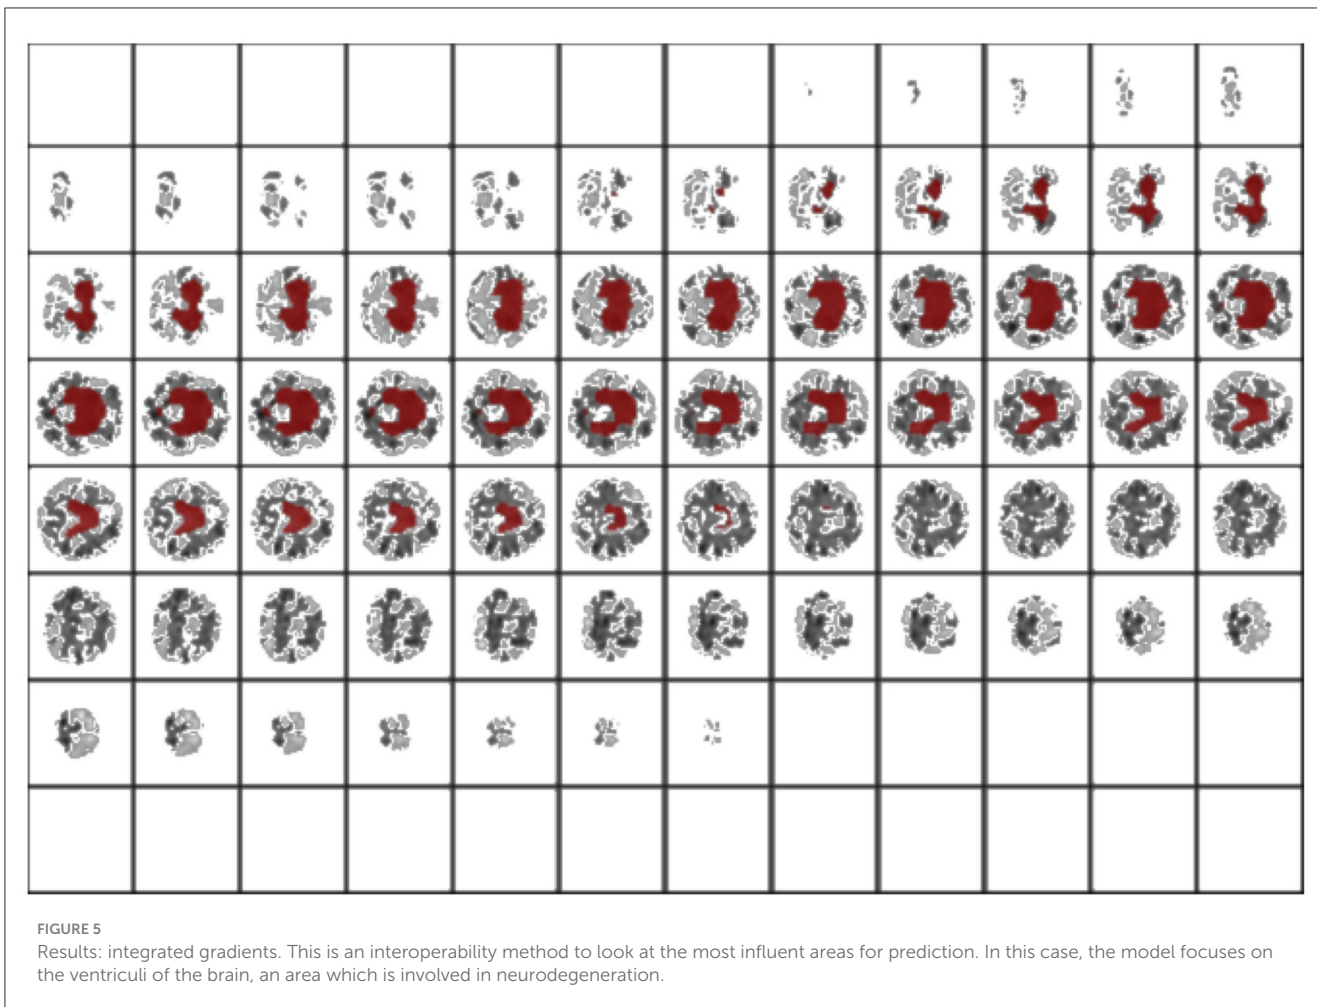 FIGURE 5
Results: integrated gradients. This is an interoperability method to look at the most influent areas for prediction. In this case, the model focuses on
the ventriculi of the brain, an area which is involved in neurodegeneration.